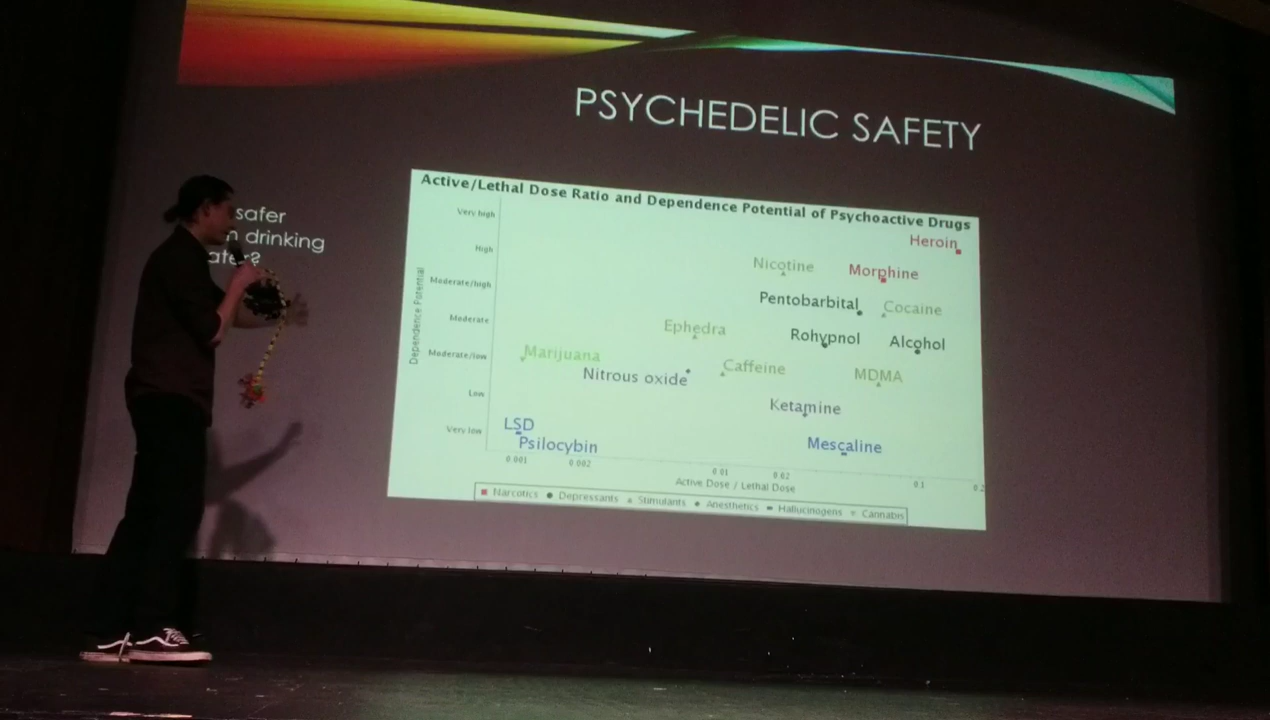 PSYCHEDELIC SAFETY
safer
drinking
Active/Lethal Dose Ratio and Dependence Potential of Psychoactive Drugs
Very high
High
Moderate/high
Moderate
Moderate/low
Low
Very low
Dependence Potential
Heroin
Nicotine
Morphine
Pentobarbital
Cocaine
Ephedra
Rohypnol
Alcohol
Marijuana
Nitrous oxide
Caffeine
MDMA
Ketamine
LSD
Psilocybin
Mescaline
0.001 0.002 0.01 0.02 0.1 0.2
Active Dose / Lethal Dose
Narcotics Depressants Stimulants Anesthetics Hallucinogens Cannabis